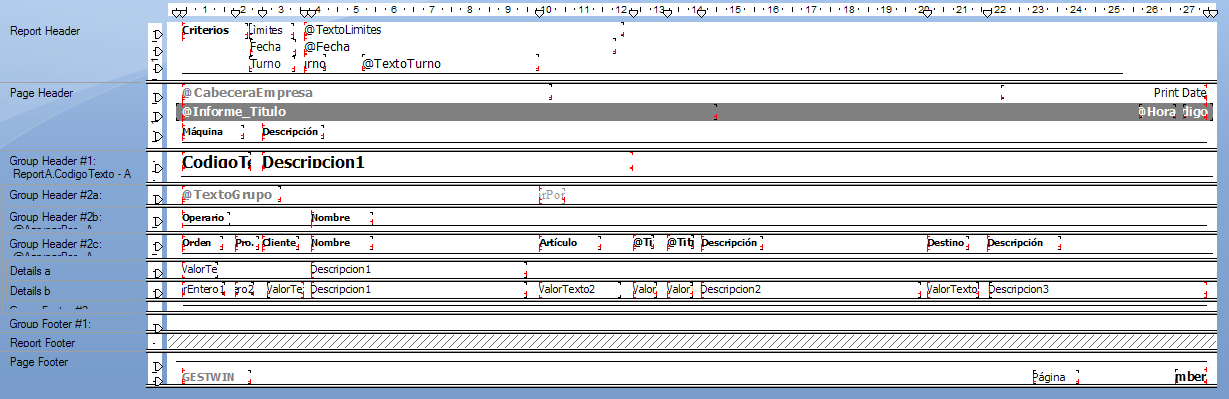 1 2 3 4 5 6 7 8 9 10 11 12 13 14 15 16 17 18 19 20 21 22 23 24 25 26 27
Report Header Criterios ímites @TextoLimites
Fecha @Fecha
Turno urno @TextoTurno
Page Header @CabeceraEmpresa Print Date
@Informe_Titulo @Hora digo
Máquina Descripción
Group Header #1: CodigoTe Descripcion1
ReportA.CodigoTexto - A
Group Header #2a: @TextoGrupo rPor
Group Header #2b: Operario Nombre
Group Header #2c: Orden Pro. Cliente Nombre Artículo @Ti @Tit Descripción Destino Descripción
Details a ValorTe Descripcion1
Details b rEntero1 ro2 ValorTe Descripcion1 ValorTexto2 Valor Valor Descripcion2 ValorTexto Descripcion3
Group Footer #1:
Report Footer
Page Footer
GESTWIN Página mber